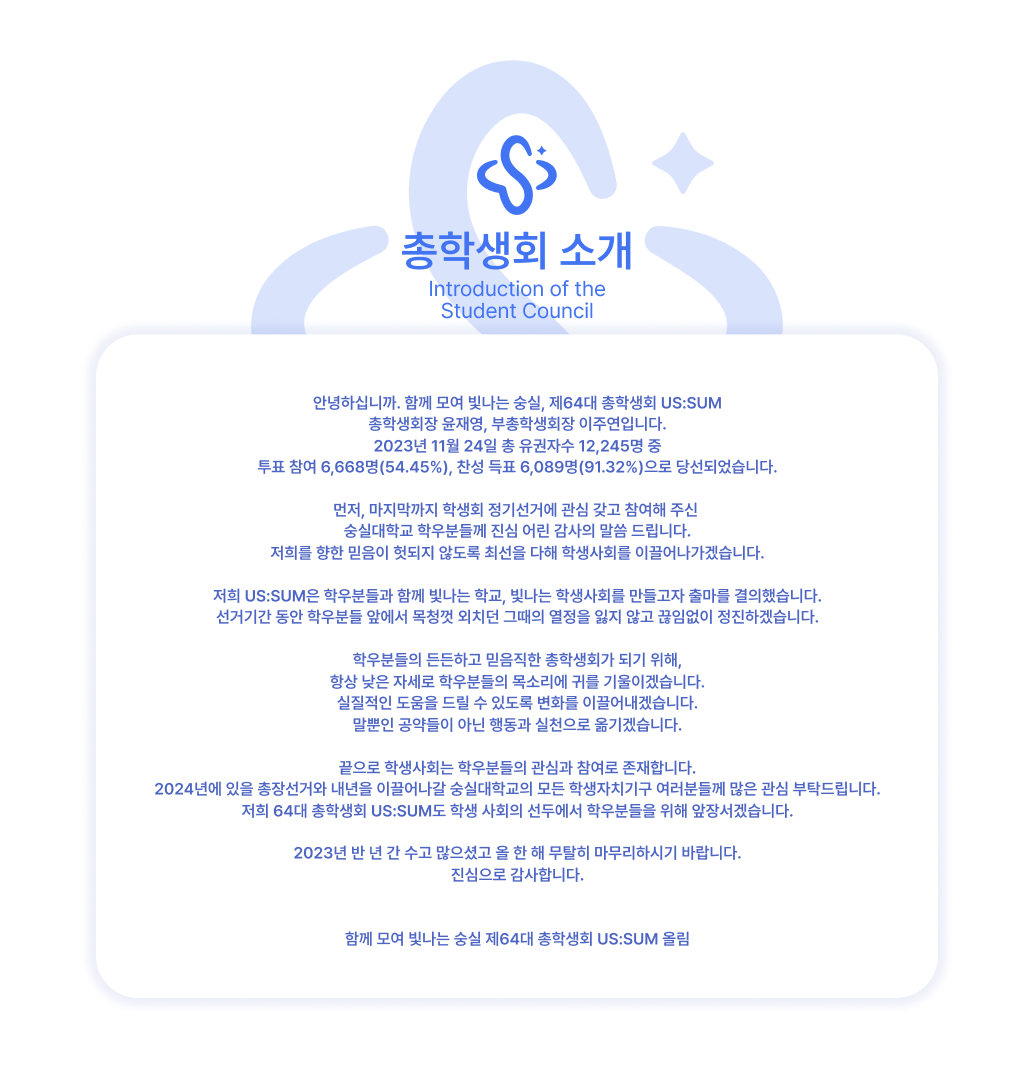 총학생회 소개
Introduction of the
Student Council
안녕하십니까. 함께 모여 빛나는 숭실, 제64대 총학생회 US:SUM
총학생회장 윤재영, 부총학생회장 이주연입니다.
2023년 11월 24일 총 유권자수 12,245명 중
투표 참여 6,668명(54.45%), 찬성 득표 6,089명(91.32%)으로 당선되었습니다.
먼저, 마지막까지 학생회 정기선거에 관심 갖고 참여해 주신
숭실대학교 학우분들께 진심 어린 감사의 말씀 드립니다.
저희를 향한 믿음이 헛되지 않도록 최선을 다해 학생사회를 이끌어나가겠습니다.
저희 US:SUM은 학우분들과 함께 빛나는 학교, 빛나는 학생사회를 만들고자 출마를 결의했습니다.
선거기간 동안 학우분들 앞에서 목청껏 외치던 그때의 열정을 잃지 않고 끊임없이 정진하겠습니다.
학우분들의 든든하고 믿음직한 총학생회가 되기 위해,
항상 낮은 자세로 학우분들의 목소리에 귀를 기울이겠습니다.
실질적인 도움을 드릴 수 있도록 변화를 이끌어내겠습니다.
말뿐인 공약들이 아닌 행동과 실천으로 옮기겠습니다.
끝으로 학생사회는 학우분들의 관심과 참여로 존재합니다.
2024년에 있을 총장선거와 내년을 이끌어나갈 숭실대학교의 모든 학생자치기구 여러분들께 많은 관심 부탁드립니다.
저희 64대 총학생회 US:SUM도 학생 사회의 선두에서 학우분들을 위해 앞장서겠습니다.
2023년 반 년 간 수고 많으셨고 올 한 해 무탈히 마무리하시기 바랍니다.
진심으로 감사합니다.
함께 모여 빛나는 숭실 제64대 총학생회 US:SUM 올림